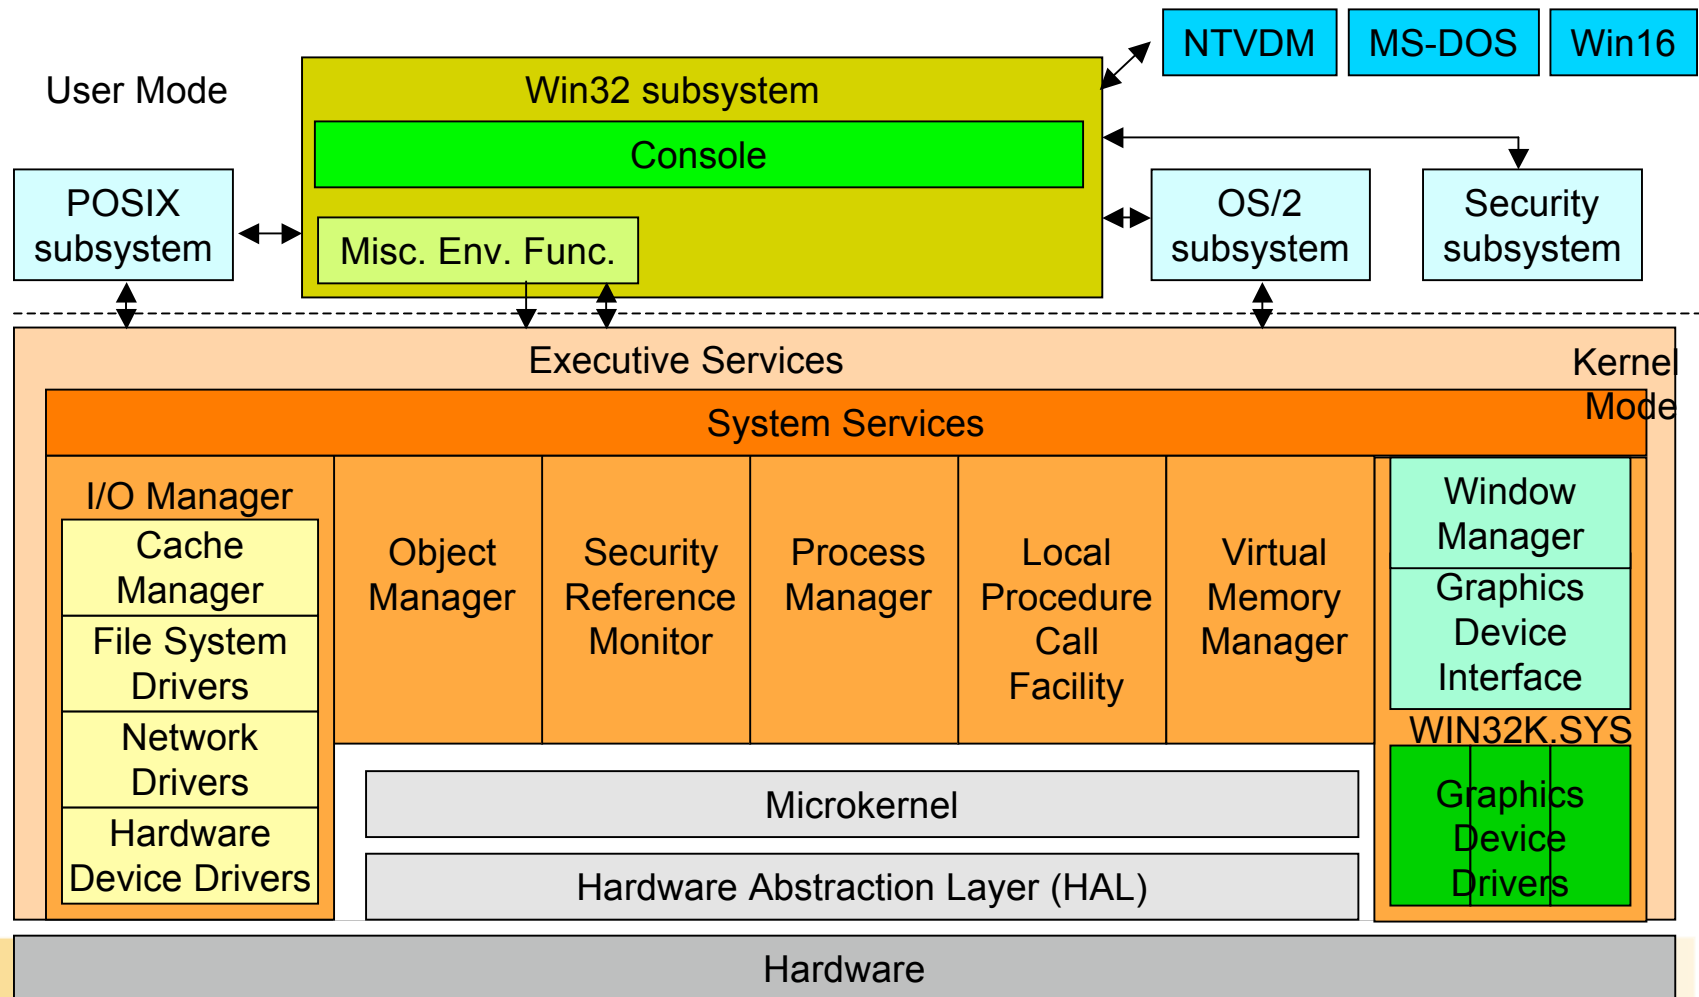 NTVDM
MS-DOS
Win16
User Mode
Win32 subsystem
Console
POSIX
subsystem
Misc. Env. Func.
OS/2
subsystem
Security
subsystem
Executive Services
Kernel
Mode
System Services
I/O Manager
Cache
Manager
File System
Drivers
Network
Drivers
Hardware
Device Drivers
Object
Manager
Security
Reference
Monitor
Process
Manager
Local
Procedure
Call
Facility
Virtual
Memory
Manager
Window
Manager
Graphics
Device
Interface
WIN32K.SYS
Graphics
Device
Drivers
Microkernel
Hardware Abstraction Layer (HAL)
Hardware